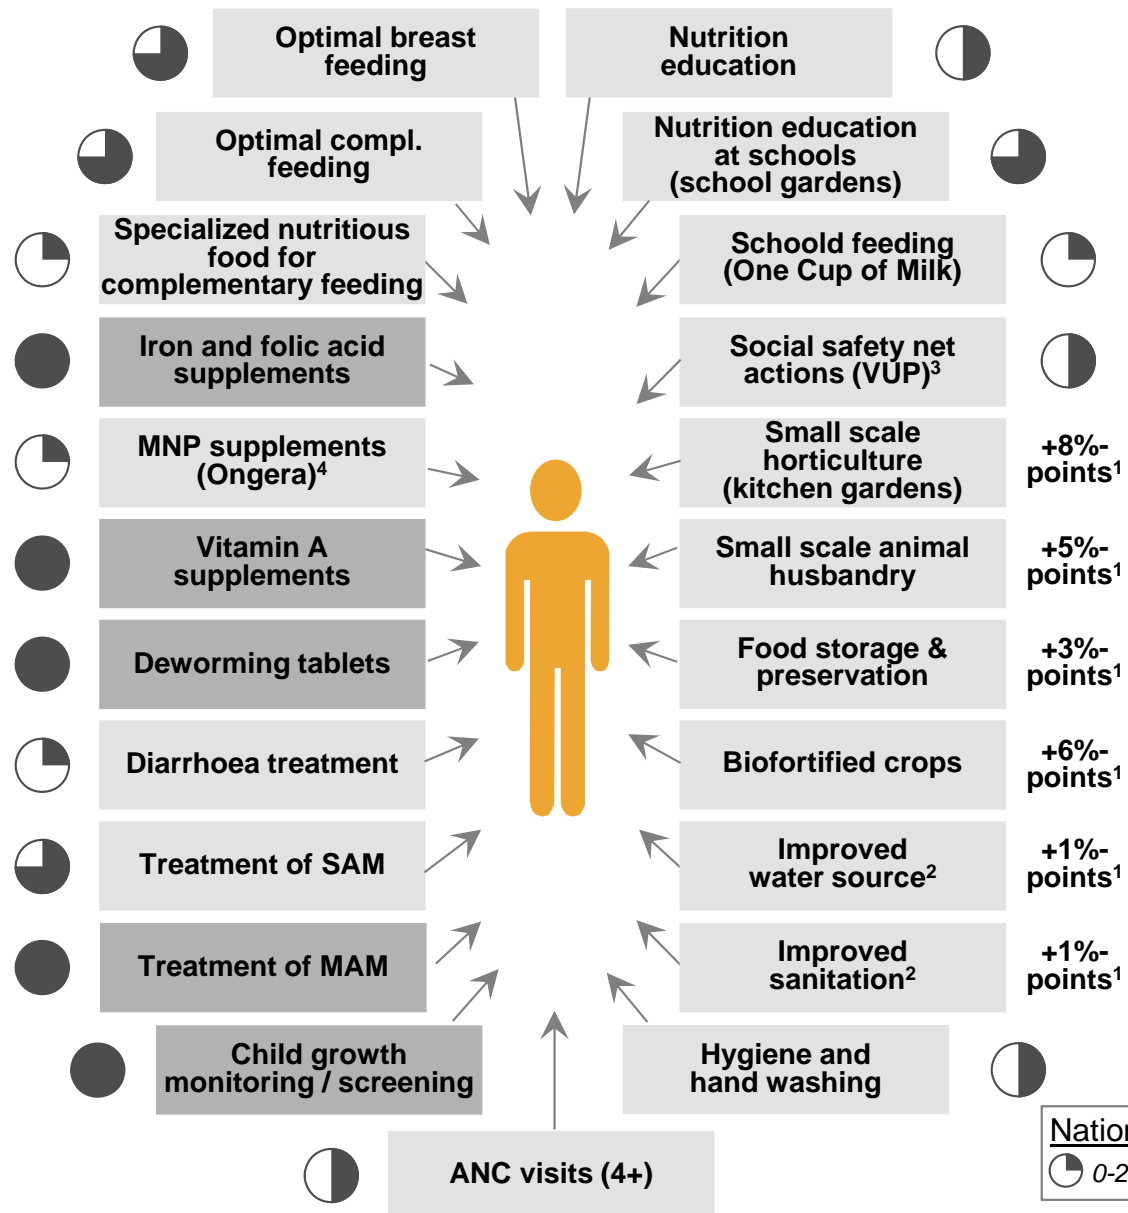 Optimal breast
feeding
Nutrition
education
Optimal compl.
feeding
Nutrition education
at schools
(school gardens)
Specialized nutritious
food for
complementary feeding
Schoold feeding
(One Cup of Milk)
Iron and folic acid
supplements
Social safety net
actions (VUP)³
MNP supplements
(Ongera)⁴
Small scale
horticulture
(kitchen gardens)
+8%-
points¹
Vitamin A
supplements
Small scale animal
husbandry
+5%-
points¹
Deworming tablets
Food storage &
preservation
+3%-
points¹
Diarrhoea treatment
Biofortified crops
+6%-
points¹
Treatment of SAM
Improved
water source²
+1%-
points¹
Treatment of MAM
Improved
sanitation²
+1%-
points¹
Child growth
monitoring / screening
Hygiene and
hand washing
ANC visits (4+)
Nation
0-2